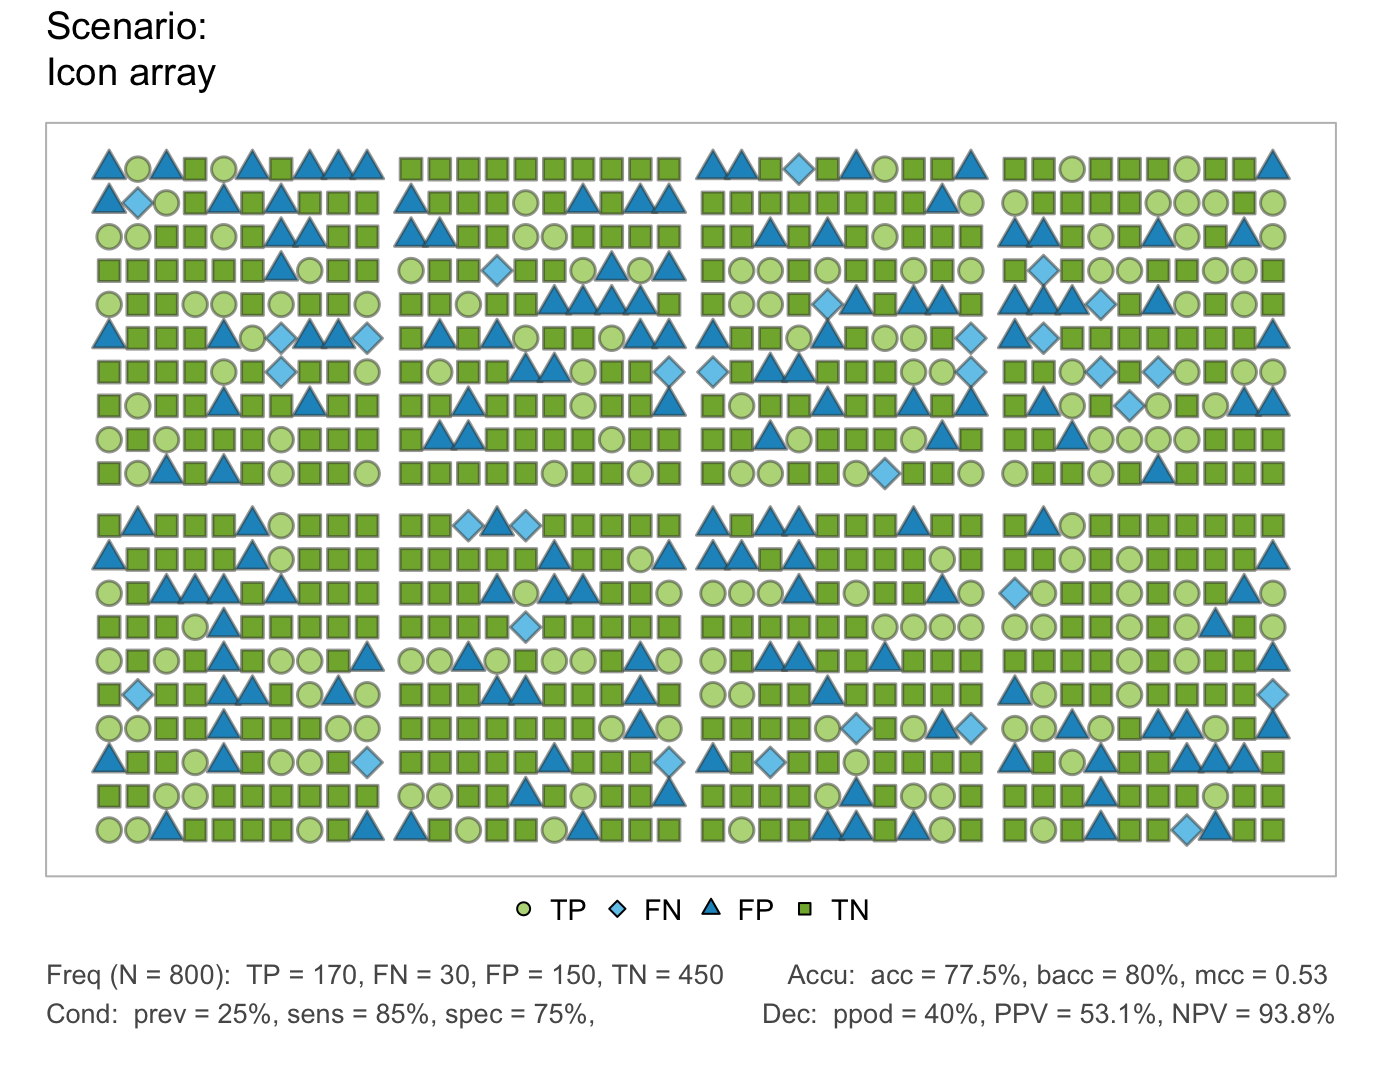 Scenario:
Icon array
TP FN FP TN
Freq (N = 800): TP = 170, FN = 30, FP = 150, TN = 450
Accu: acc = 77.5%, bacc = 80%, mcc = 0.53
Cond: prev = 25%, sens = 85%, spec = 75%,
Dec: ppod = 40%, PPV = 53.1%, NPV = 93.8%